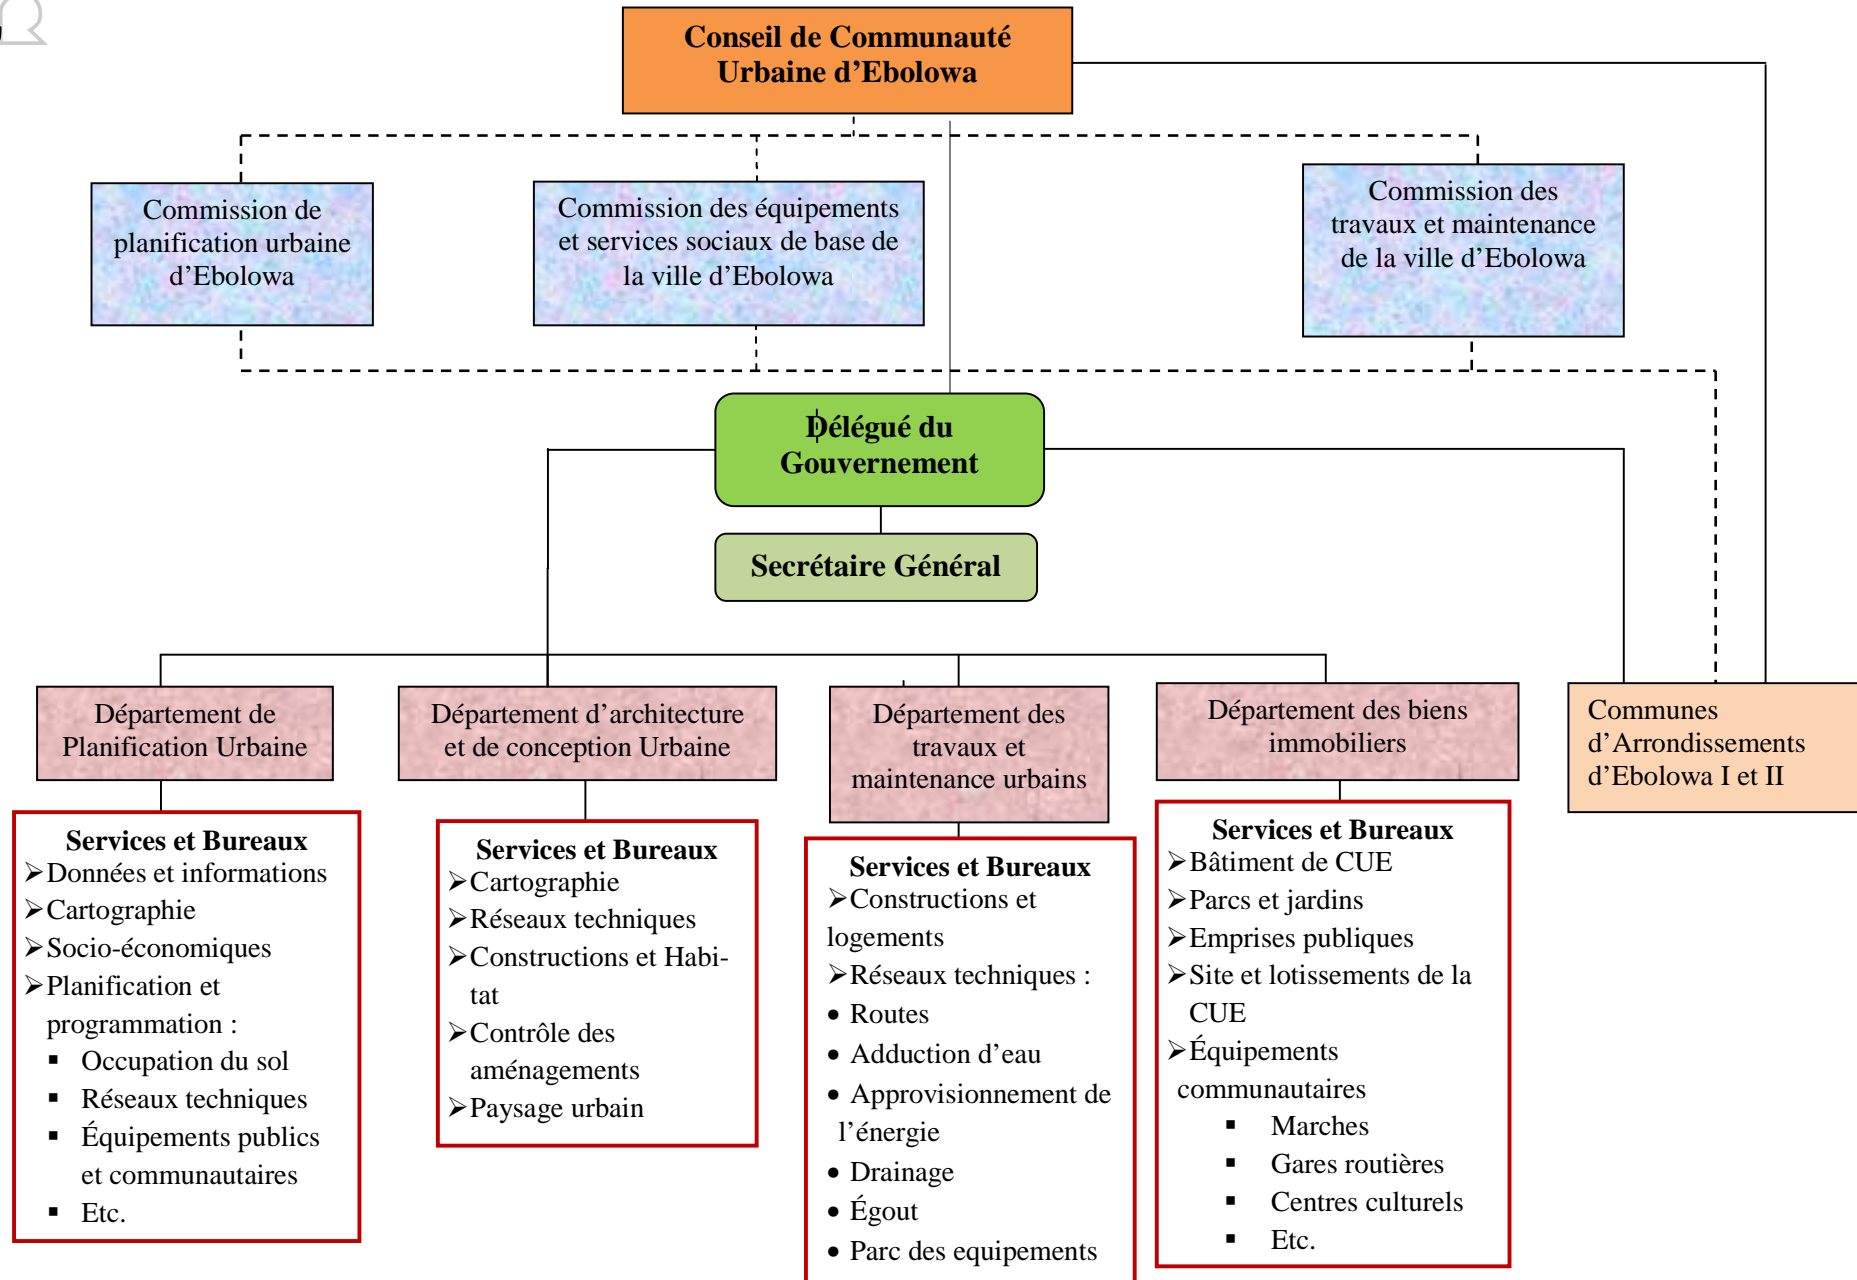 Conseil de Communauté
Urbaine d’Ebolowa
Commission de
planification urbaine
d’Ebolowa
Commission des équipements
et services sociaux de base de
la ville d’Ebolowa
Commission des
travaux et maintenance
de la ville d’Ebolowa
Délégué du
Gouvernement
Secrétaire Général
Département de
Planification Urbaine
Département d’architecture
et de conception Urbaine
Département des
travaux et
maintenance urbains
Département des biens
immobiliers
Communes
d’Arrondissements
d’Ebolowa I et II
Services et Bureaux
➢Données et informations
➢Cartographie
➢Socio-économiques
➢Planification et
programmation :
▪ Occupation du sol
▪ Réseaux techniques
▪ Équipements publics
et communautaires
▪ Etc.
Services et Bureaux
➢Cartographie
➢Réseaux techniques
➢Constructions et Habi-
tat
➢Contrôle des
aménagements
➢Paysage urbain
Services et Bureaux
➢Constructions et
logements
➢Réseaux techniques :
• Routes
• Adduction d’eau
• Approvisionnement de
l’énergie
• Drainage
• Égout
• Parc des equipements
Services et Bureaux
➢Bâtiment de CUE
➢Parcs et jardins
➢Emprises publiques
➢Site et lotissements de la
CUE
➢Équipements
communautaires
▪ Marches
▪ Gares routières
▪ Centres culturels
▪ Etc.